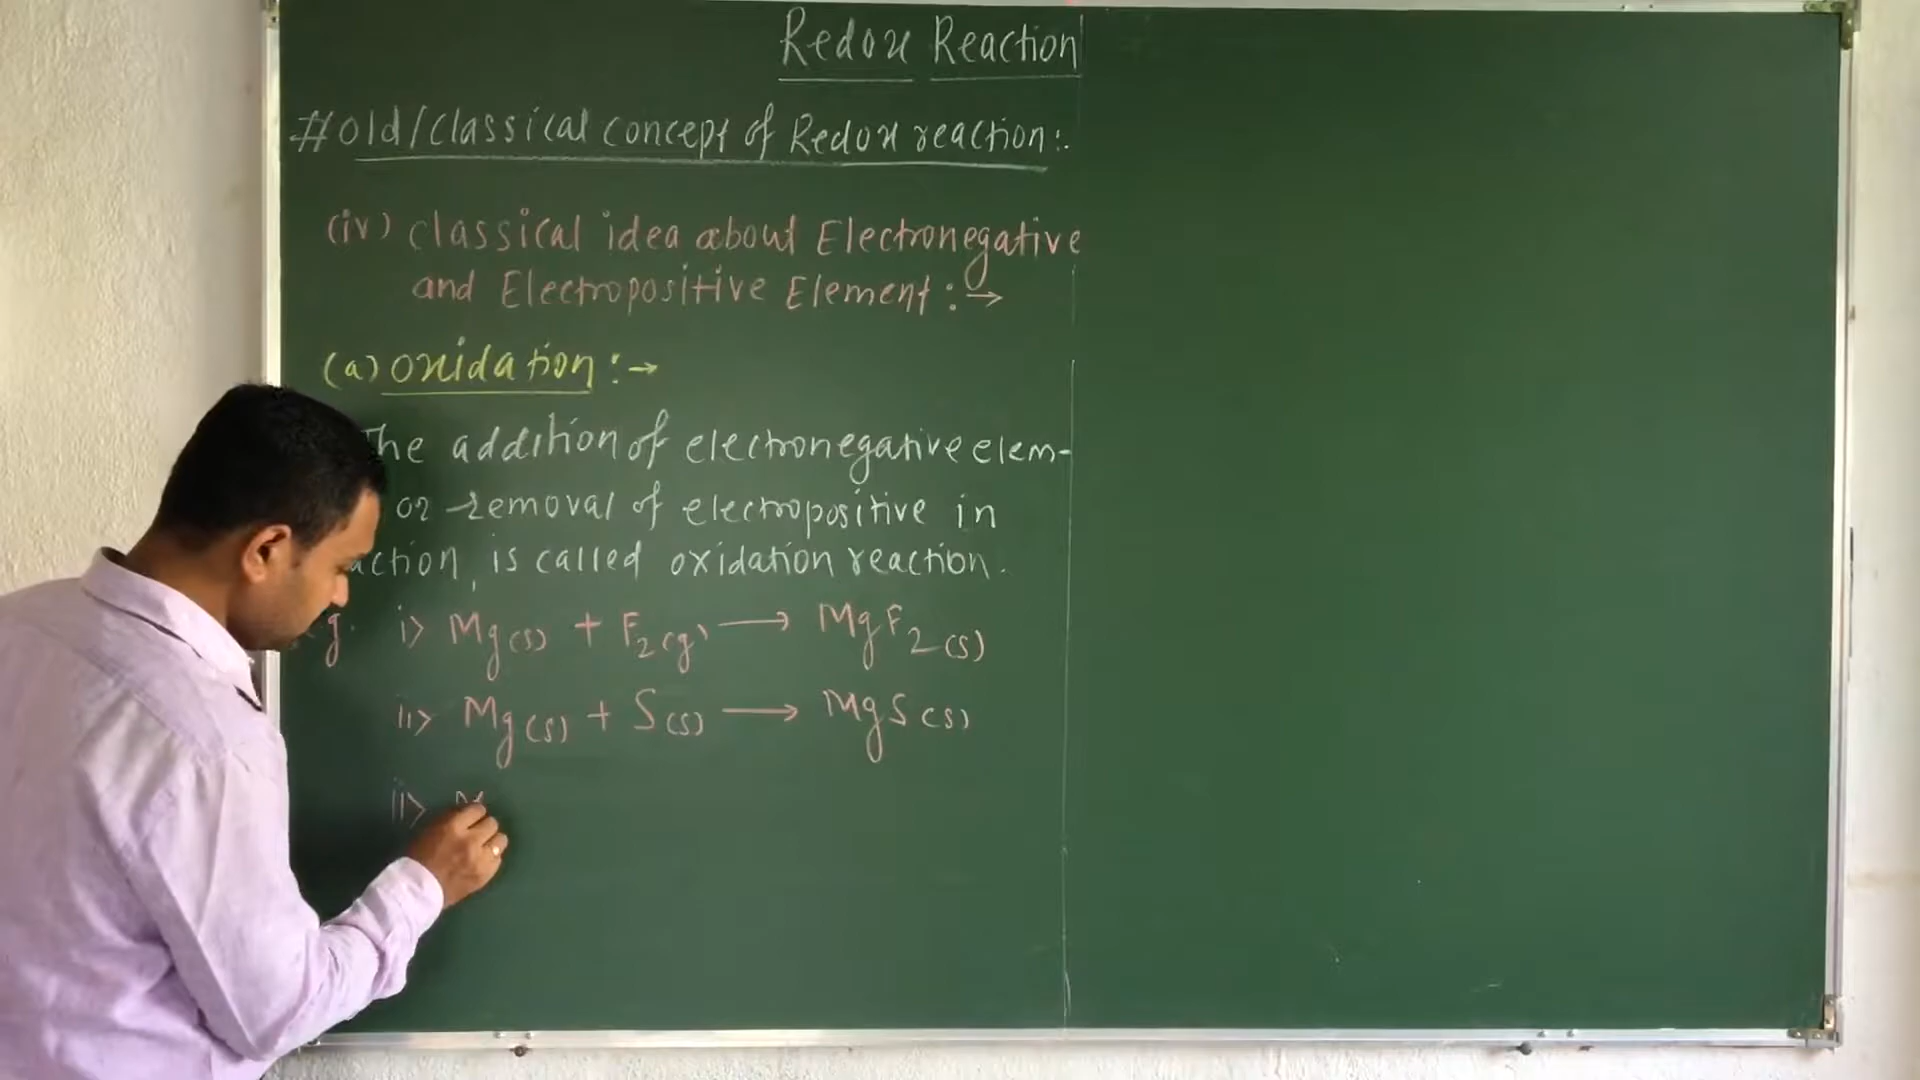 Redox Reaction
#Old/Classical concept of Redox reaction:.
(iv) Classical idea about Electronegative
and Electropositive Element :→
(a) Oxidation :→
The addition of electronegative elem-
or removal of electropositive in
action, is called oxidation reaction.
g. i> Mg(s) + F2(g) ⟶ MgF2(s)
ii> Mg(s) + S(s) ⟶ MgS(s)
ii>